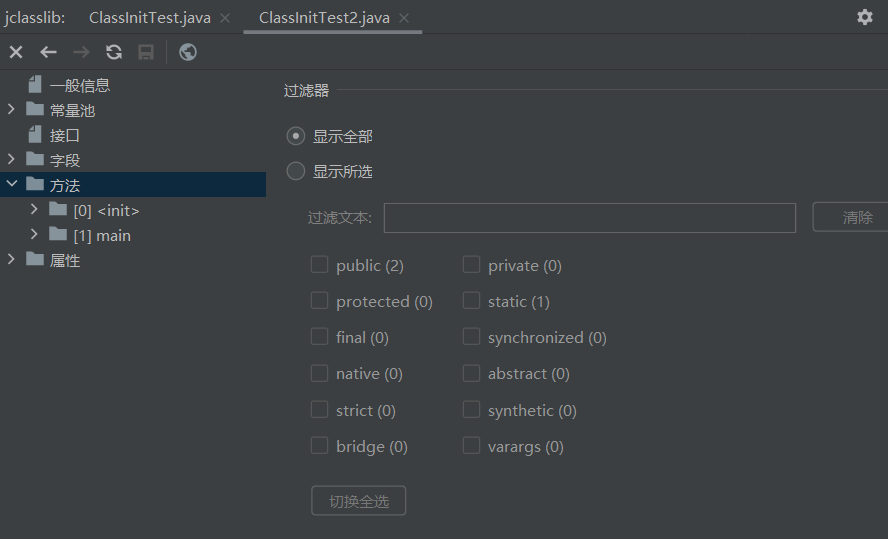 jclasslib: ClassInitTest.java ClassInitTest2.java
一般信息
常量池
接口
字段
方法
[0] <init>
[1] main
属性
过滤器
显示全部
显示所选
过滤文本: 清除
public (2) private (0)
protected (0) static (1)
final (0) synchronized (0)
native (0) abstract (0)
strict (0) synthetic (0)
bridge (0) varargs (0)
切换全选